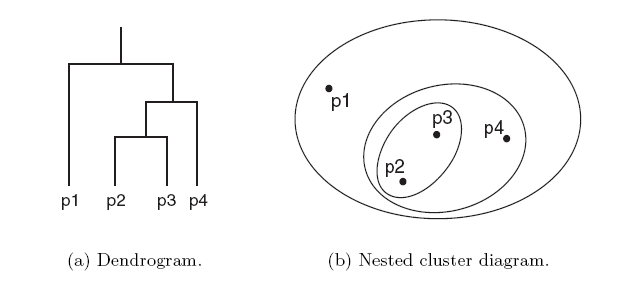 p1 p2 p3 p4
(a) Dendrogram.
p1
p3
p4
p2
(b) Nested cluster diagram.